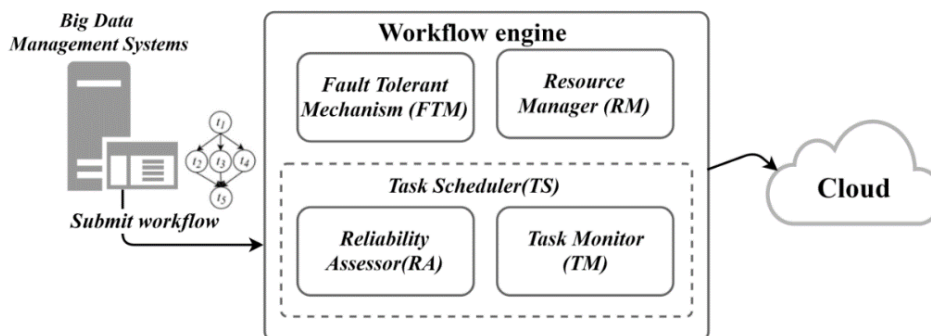 Big Data
Management Systems
t1
t2 t3 t4
t5
Submit workflow
Workflow engine
Fault Tolerant
Mechanism (FTM)
Resource
Manager (RM)
Task Scheduler(TS)
Reliability
Assessor(RA)
Task Monitor
(TM)
Cloud